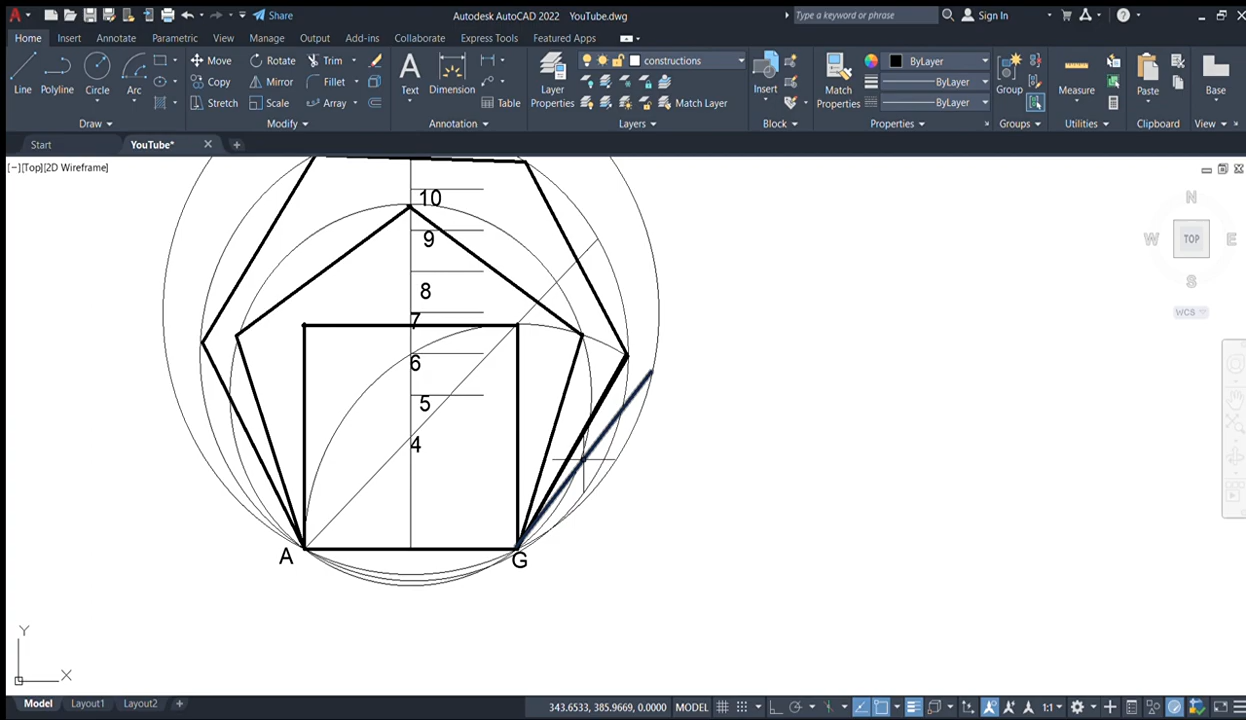 Share
Autodesk AutoCAD 2022 YouTube.dwg
Type a keyword or phrase
Sign In
Home Insert Annotate Parametric View Manage Output Add-ins Collaborate Express Tools Featured Apps
Line Polyline Circle Arc
Move Rotate Trim
Copy Mirror Fillet
Stretch Scale Array
Text Dimension Table
Layer Properties
constructions
Match Layer
Insert
Match Properties
ByLayer
ByLayer
ByLayer
Group
Measure
Paste
Base
Draw Modify Annotation Layers Block Properties Groups Utilities Clipboard View
Start YouTube*
[−][Top][2D Wireframe]
N
W TOP E
S
WCS
10
9
8
7
6
5
4
A G
Y
X
Model Layout1 Layout2
343.6533, 385.9669, 0.0000 MODEL 1:1